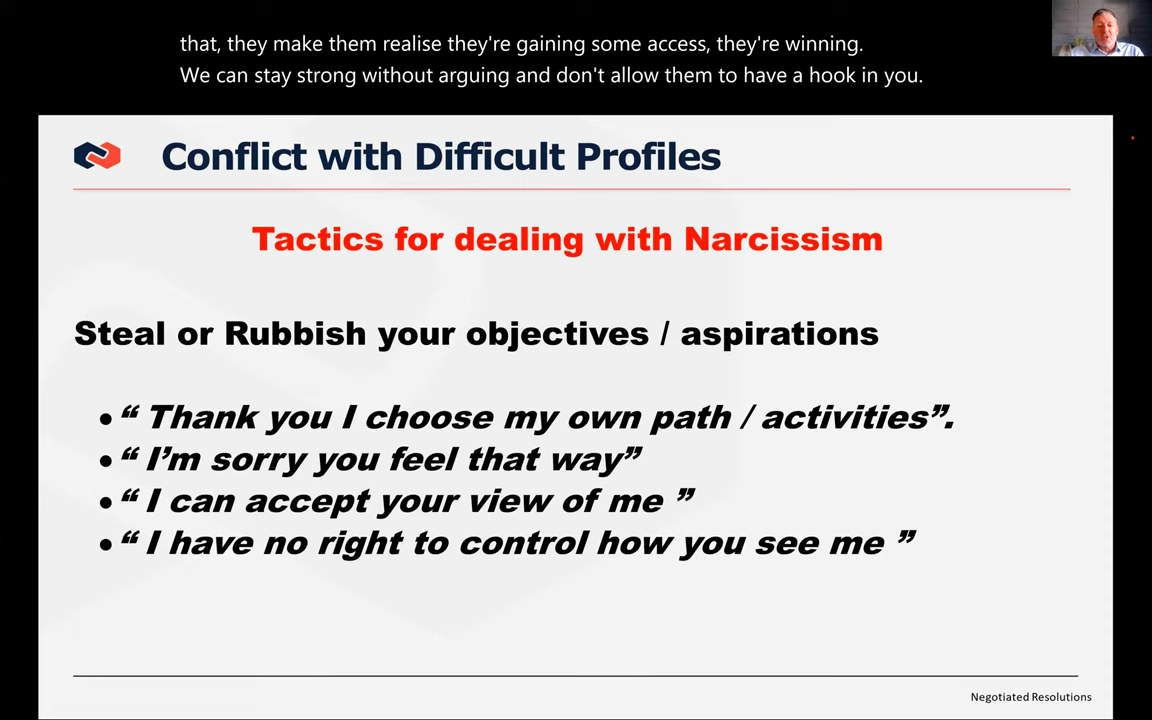 that, they make them realise they're gaining some access, they're winning.
We can stay strong without arguing and don't allow them to have a hook in you.
Conflict with Difficult Profiles
Tactics for dealing with Narcissism
Steal or Rubbish your objectives / aspirations
•“ Thank you I choose my own path / activities”.
•“ I’m sorry you feel that way”
•“ I can accept your view of me ”
•“ I have no right to control how you see me ”
Negotiated Resolutions